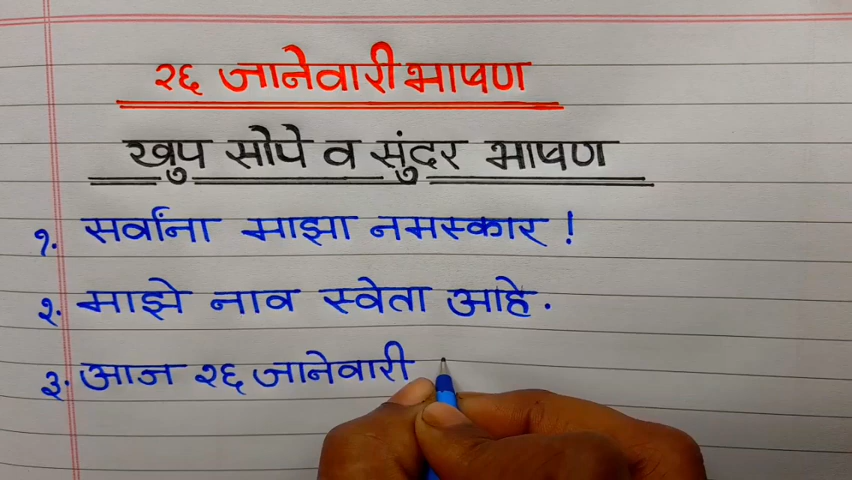 २६ जानेवारी भाषण
खुप सोपे व सुंदर भाषण
१. सर्वांना माझा नमस्कार !
२. माझे नाव स्वेता आहे.
३. आज २६ जानेवारी